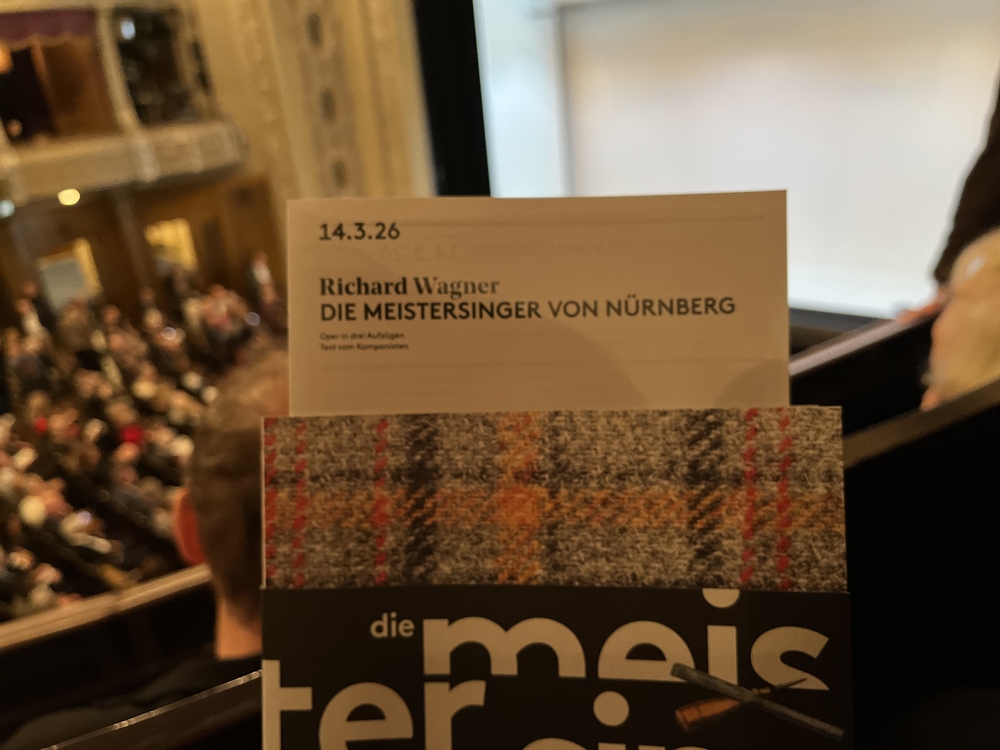 14.3.26
Richard Wagner
DIE MEISTERSINGER VON NÜRNBERG
Oper in drei Aufzügen
Text vom Komponisten
die meis
ter
sin